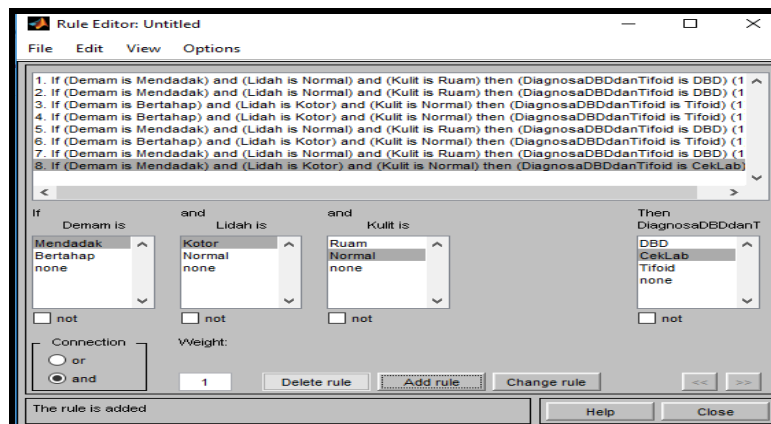 Rule Editor: Untitled
File Edit View Options
1. If (Demam is Mendadak) and (Lidah is Normal) and (Kulit is Ruam) then (DiagnosaDBDdanTifoid is DBD) (1
2. If (Demam is Mendadak) and (Lidah is Normal) and (Kulit is Ruam) then (DiagnosaDBDdanTifoid is DBD) (1
3. If (Demam is Bertahap) and (Lidah is Kotor) and (Kulit is Normal) then (DiagnosaDBDdanTifoid is Tifoid) (1
4. If (Demam is Bertahap) and (Lidah is Kotor) and (Kulit is Normal) then (DiagnosaDBDdanTifoid is Tifoid) (1
5. If (Demam is Mendadak) and (Lidah is Normal) and (Kulit is Ruam) then (DiagnosaDBDdanTifoid is DBD) (1
6. If (Demam is Bertahap) and (Lidah is Kotor) and (Kulit is Normal) then (DiagnosaDBDdanTifoid is Tifoid) (1
7. If (Demam is Mendadak) and (Lidah is Normal) and (Kulit is Ruam) then (DiagnosaDBDdanTifoid is DBD) (1
8. If (Demam is Mendadak) and (Lidah is Kotor) and (Kulit is Normal) then (DiagnosaDBDdanTifoid is CekLab)
If and and Then
Demam is Lidah is Kulit is DiagnosaDBDdanT
Mendadak Kotor Ruam DBD
Bertahap Normal Normal CekLab
none none none Tifoid
none
not not not not
Connection Weight:
or
and 1 Delete rule Add rule Change rule << >>
The rule is added Help Close